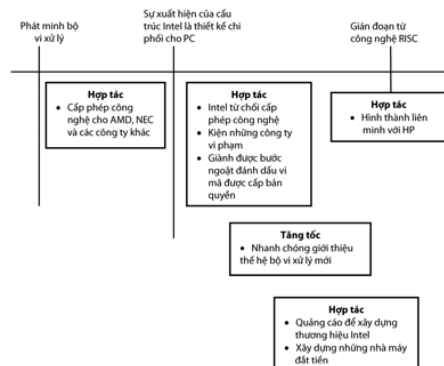 Phát minh bộ
vi xử lý
Sự xuất hiện của cấu
trúc Intel là thiết kế chi
phối cho PC
Gián đoạn từ
công nghệ RISC
Hợp tác
• Cấp phép công
nghệ cho AMD, NEC
và các công ty khác
Hợp tác
• Intel từ chối cấp
phép công nghệ
• Kiện những công ty
vi phạm
• Giành được bước
ngoặt đánh dấu vi
mã được cấp bản
quyền
Hợp tác
• Hình thành liên
minh với HP
Tăng tốc
• Nhanh chóng giới thiệu
thế hệ bộ vi xử lý mới
Hợp tác
• Quảng cáo để xây dựng
thương hiệu Intel
• Xây dựng những nhà máy
đắt tiền